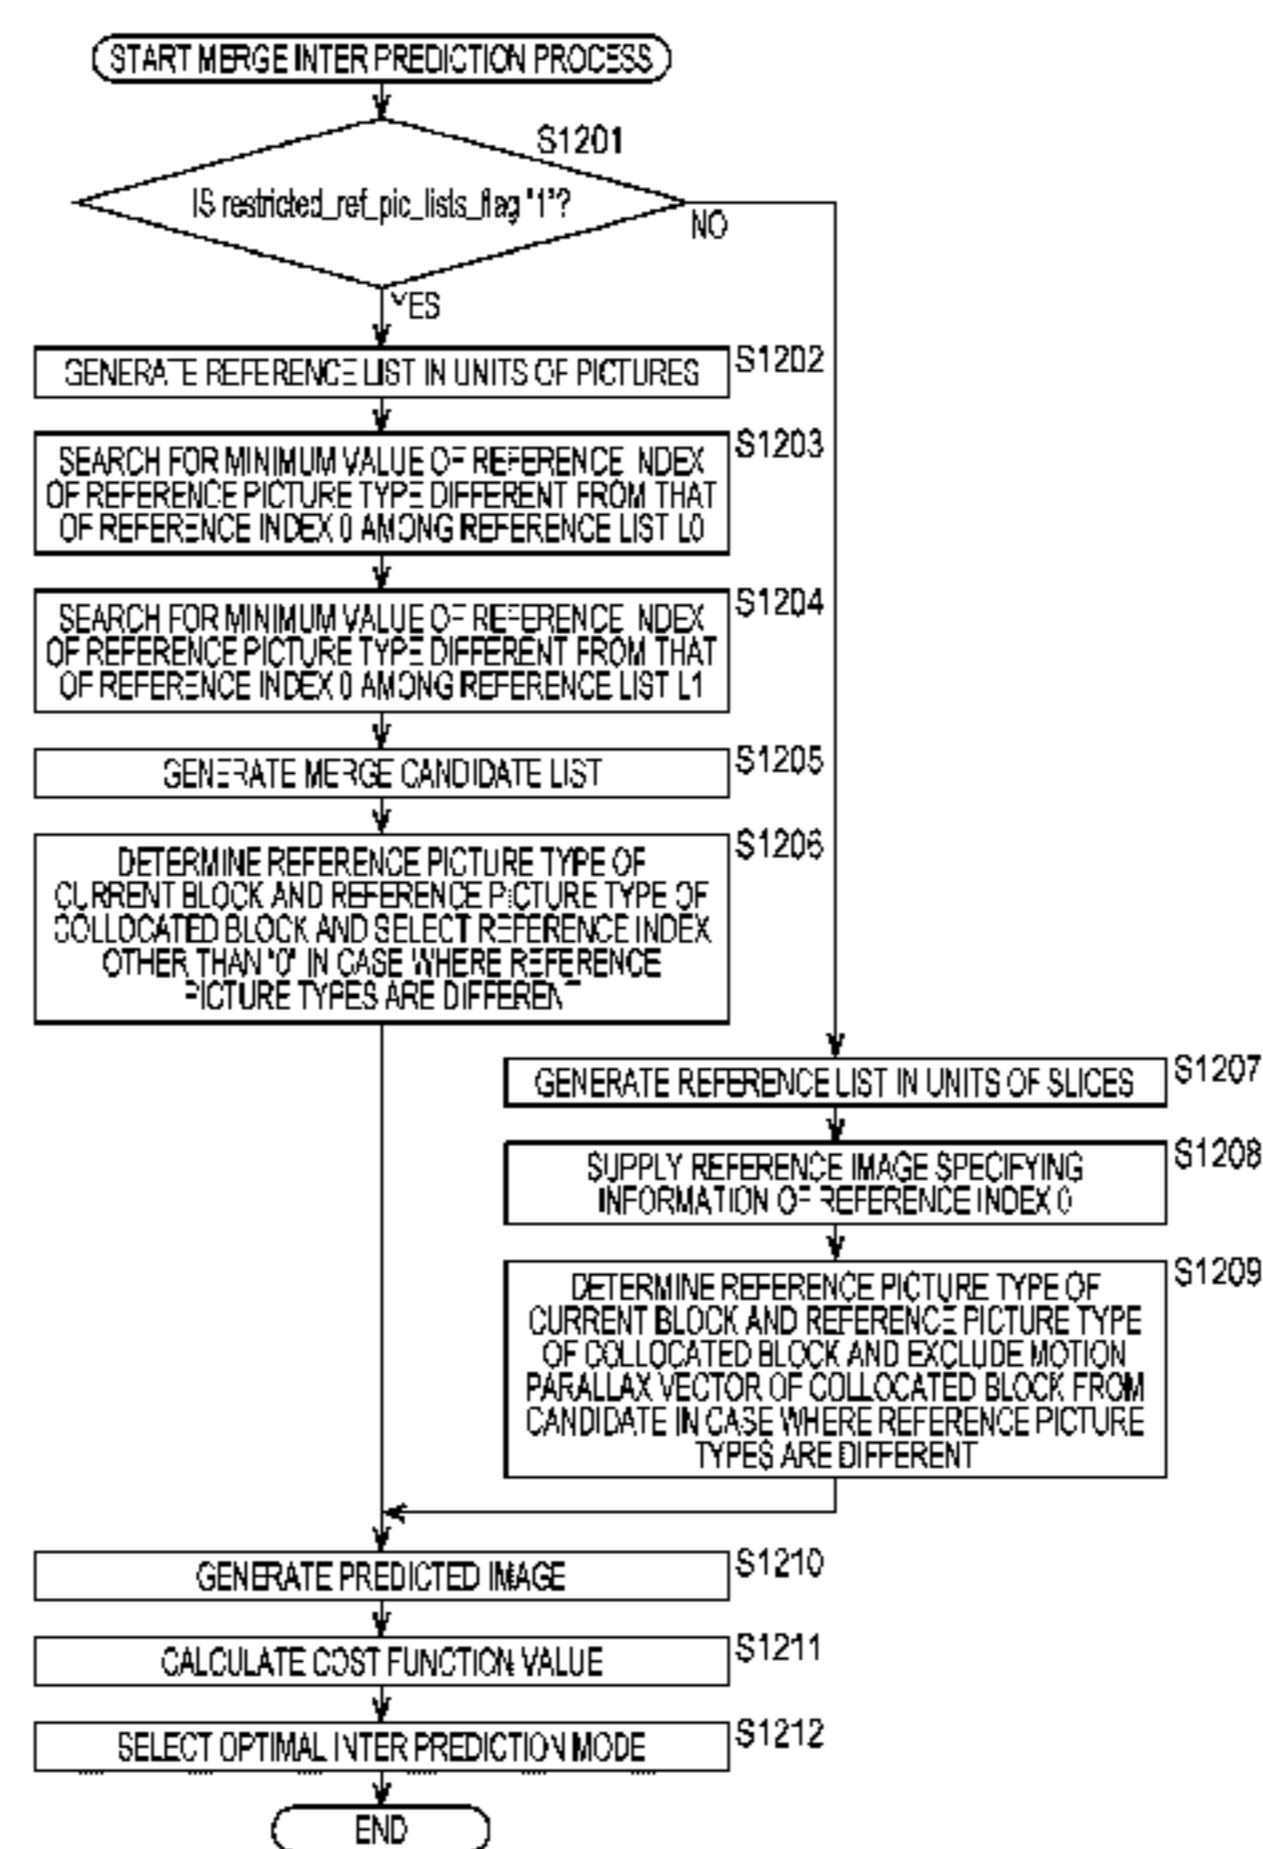 START MERGE INTER PREDICTION PROCESS
S1201
IS restricted_ref_pic_lists_flag "1"?
NO
YES
S1202
GENERATE REFERENCE LIST IN UNITS OF PICTURES
S1203
SEARCH FOR MINIMUM VALUE OF REFERENCE INDEX
OF REFERENCE PICTURE TYPE DIFFERENT FROM THAT
OF REFERENCE INDEX 0 AMONG REFERENCE LIST L0
S1204
SEARCH FOR MINIMUM VALUE OF REFERENCE INDEX
OF REFERENCE PICTURE TYPE DIFFERENT FROM THAT
OF REFERENCE INDEX 0 AMONG REFERENCE LIST L1
S1205
GENERATE MERGE CANDIDATE LIST
S1206
DETERMINE REFERENCE PICTURE TYPE OF
CURRENT BLOCK AND REFERENCE PICTURE TYPE OF
COLLOCATED BLOCK AND SELECT REFERENCE INDEX
OTHER THAN "0" IN CASE WHERE REFERENCE
PICTURE TYPES ARE DIFFERENT
S1207
GENERATE REFERENCE LIST IN UNITS OF SLICES
S1208
SUPPLY REFERENCE IMAGE SPECIFYING
INFORMATION OF REFERENCE INDEX 0
S1209
DETERMINE REFERENCE PICTURE TYPE OF
CURRENT BLOCK AND REFERENCE PICTURE TYPE
OF COLLOCATED BLOCK AND EXCLUDE MOTION
PARALLAX VECTOR OF COLLOCATED BLOCK FROM
CANDIDATE IN CASE WHERE REFERENCE PICTURE
TYPES ARE DIFFERENT
S1210
GENERATE PREDICTED IMAGE
S1211
CALCULATE COST FUNCTION VALUE
S1212
SELECT OPTIMAL INTER PREDICTION MODE
END